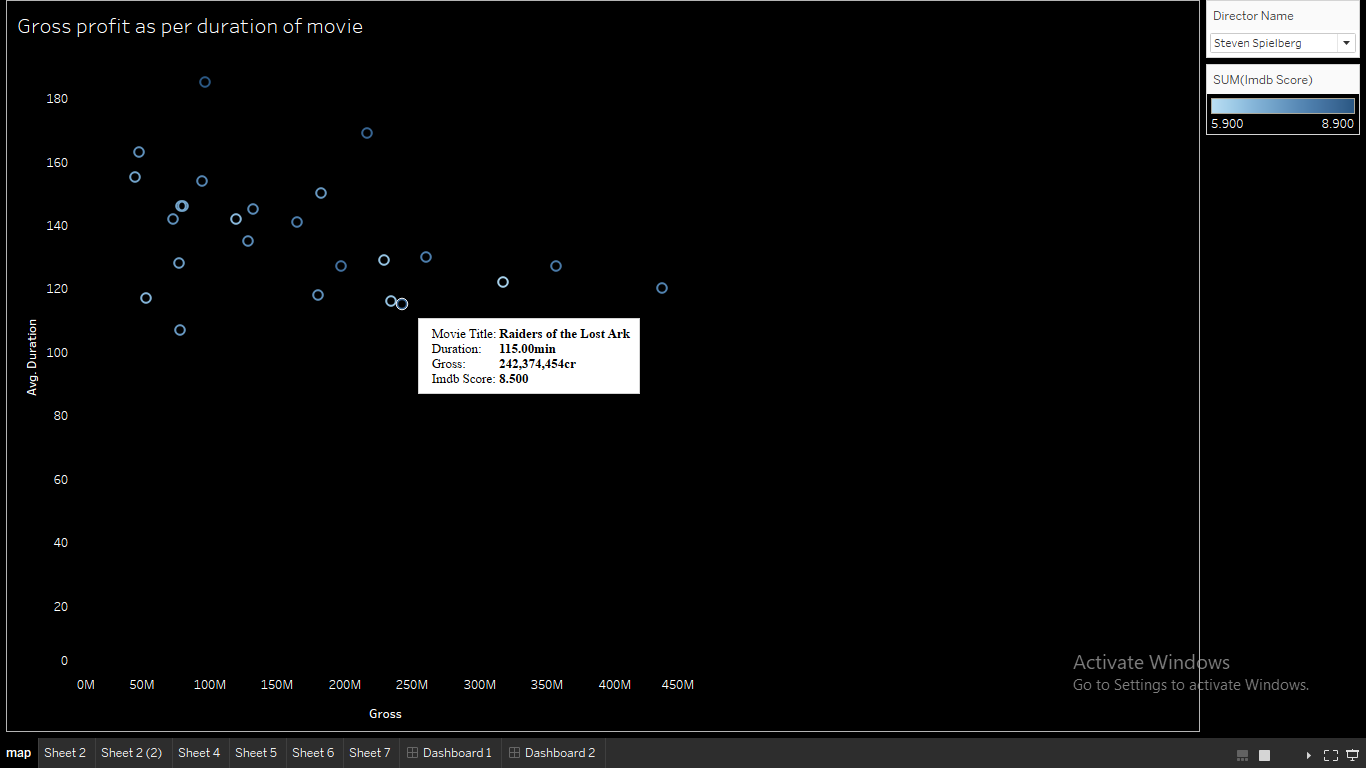 Gross profit as per duration of movie
Director Name
Steven Spielberg
SUM(Imdb Score)
5.900 8.900
180
160
140
120
100
80
60
40
20
0
Avg. Duration
Movie Title: Raiders of the Lost Ark
Duration: 115.00min
Gross: 242,374,454cr
Imdb Score: 8.500
0M 50M 100M 150M 200M 250M 300M 350M 400M 450M
Gross
Activate Windows
Go to Settings to activate Windows.
map Sheet 2 Sheet 2 (2) Sheet 4 Sheet 5 Sheet 6 Sheet 7 Dashboard 1 Dashboard 2